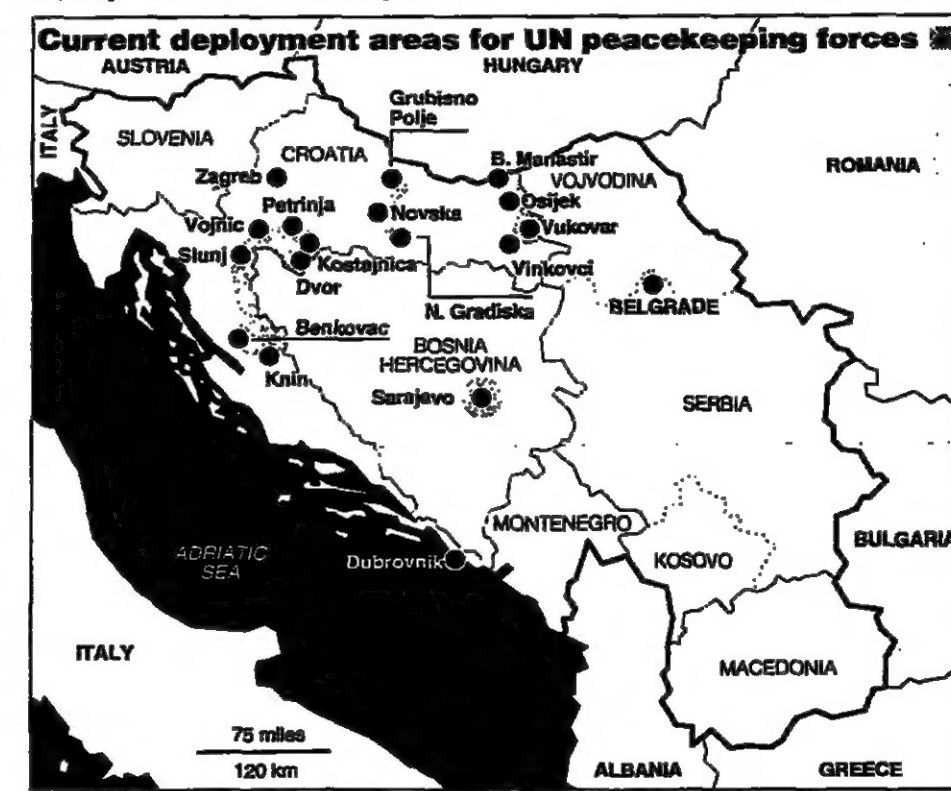 Current deployment areas for UN peacekeeping forces
AUSTRIA
HUNGARY
ITALY
SLOVENIA
CROATIA
Grubisno
Polje
ROMANIA
Zagreb
B. Manastir
VOJVODINA
Petrinja
Osijek
Vojnic
Novska
Vukovar
Slunj
Kostajnica
Vinkovci
Dvor
BELGRADE
N. Gradiska
Benkovac
BOSNIA
HERCEGOVINA
Knin
Sarajevo
SERBIA
MONTENEGRO
BULGARIA
ADRIATIC
SEA
Dubrovnik
KOSOVO
ITALY
MACEDONIA
75 miles
120 km
ALBANIA
GREECE